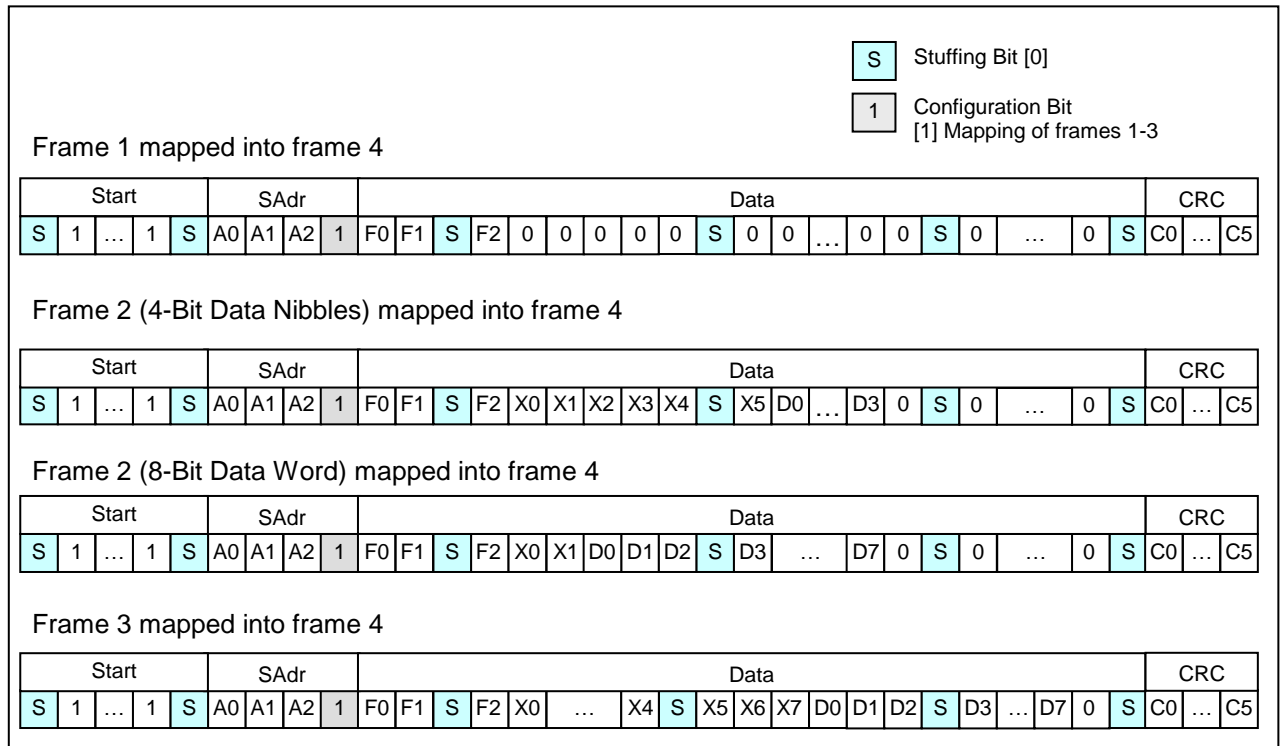 S Stuffing Bit [0]
1 Configuration Bit
[1] Mapping of frames 1-3
Frame 1 mapped into frame 4
Start SAdr Data CRC
S 1 … 1 S A0 A1 A2 1 F0 F1 S F2 0 0 0 0 0 S 0 0 … 0 0 S 0 … 0 S C0 … C5
Frame 2 (4-Bit Data Nibbles) mapped into frame 4
Start SAdr Data CRC
S 1 … 1 S A0 A1 A2 1 F0 F1 S F2 X0 X1 X2 X3 X4 S X5 D0 … D3 0 S 0 … 0 S C0 … C5
Frame 2 (8-Bit Data Word) mapped into frame 4
Start SAdr Data CRC
S 1 … 1 S A0 A1 A2 1 F0 F1 S F2 X0 X1 D0 D1 D2 S D3 … D7 0 S 0 … 0 S C0 … C5
Frame 3 mapped into frame 4
Start SAdr Data CRC
S 1 … 1 S A0 A1 A2 1 F0 F1 S F2 X0 … X4 S X5 X6 X7 D0 D1 D2 S D3 … D7 0 S C0 … C5